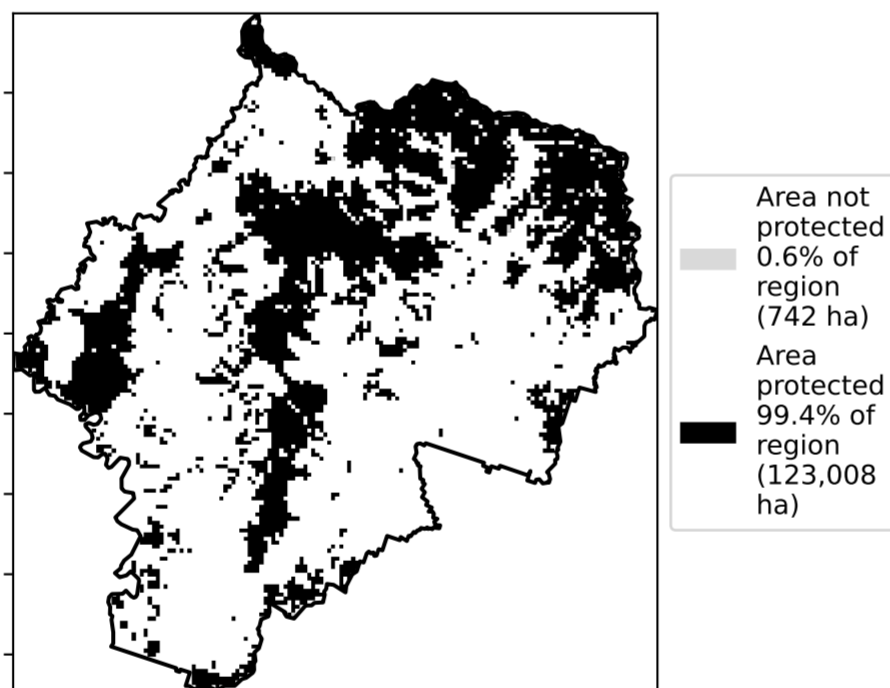 Area not
protected
0.6% of
region
(742 ha)
Area
protected
99.4% of
region
(123,008
ha)